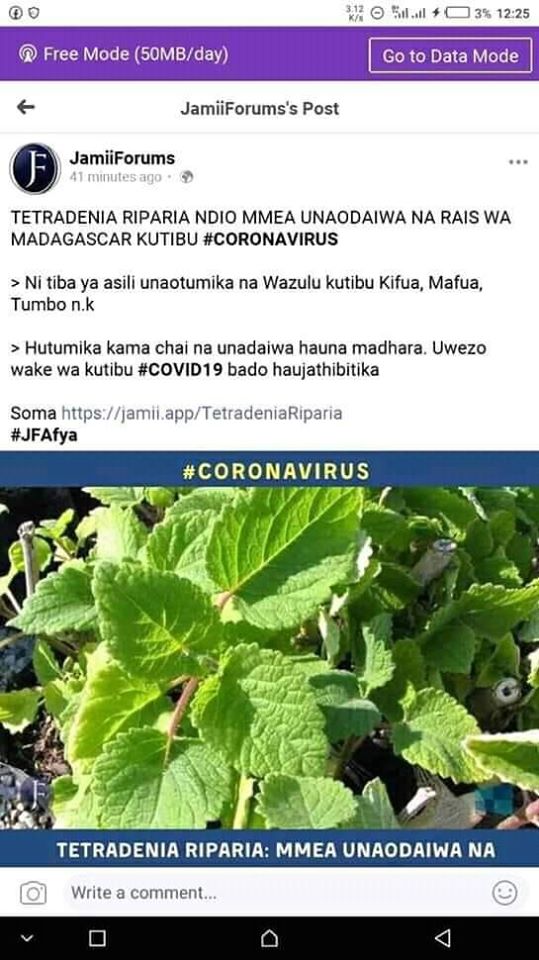 3.12 K/s 3% 12:25
Free Mode (50MB/day) Go to Data Mode
JamiiForums's Post
JamiiForums
41 minutes ago ·
TETRADENIA RIPARIA NDIO MMEA UNAODAIWA NA RAIS WA
MADAGASCAR KUTIBU #CORONAVIRUS
> Ni tiba ya asili unaotumika na Wazulu kutibu Kifua, Mafua,
Tumbo n.k
> Hutumika kama chai na unadaiwa hauna madhara. Uwezo
wake wa kutibu #COVID19 bado haujathibitika
Soma https://jamii.app/TetradeniaRiparia
#JFAfya
#CORONAVIRUS
TETRADENIA RIPARIA: MMEA UNAODAIWA NA
Write a comment...